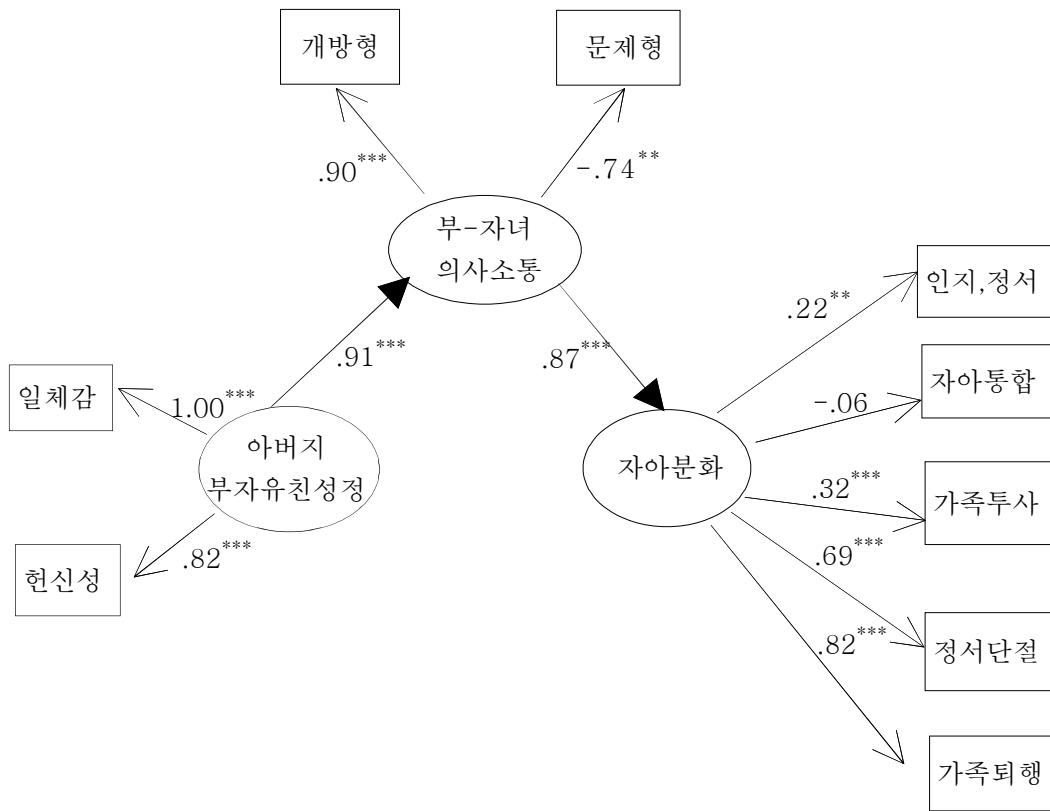 개방형
문제형
.90***
-.74**
부-자녀
의사소통
인지,정서
.22**
.91***
.87***
자아통합
일체감
1.00***
-.06
아버지
부자유친성정
자아분화
.32***
가족투사
.82***
.69***
헌신성
.82***
정서단절
가족퇴행